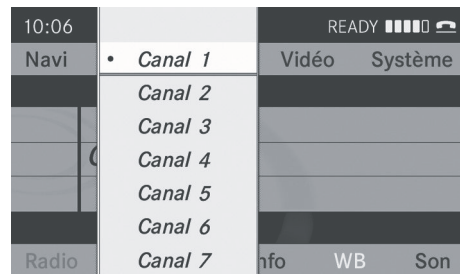 10:06 READY
Navi • Canal 1 Vidéo Système
Canal 2
Canal 3
Canal 4
Canal 5
Canal 6
Radio Canal 7 WB Son